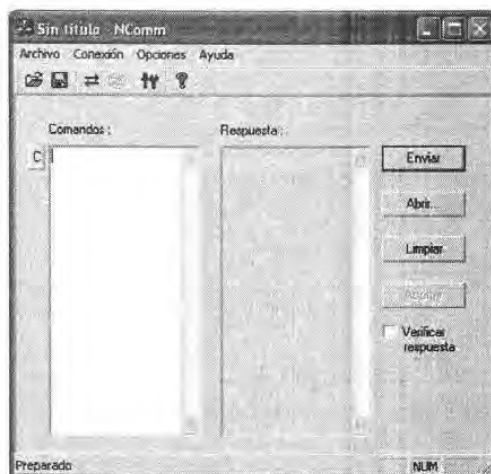 Sin título - NComm
Archivo Conexión Opciones Ayuda
Comandos :
Respuesta :
C
Enviar
Abrir...
Limpiar
Verificar
respuesta
Preparado
NUM